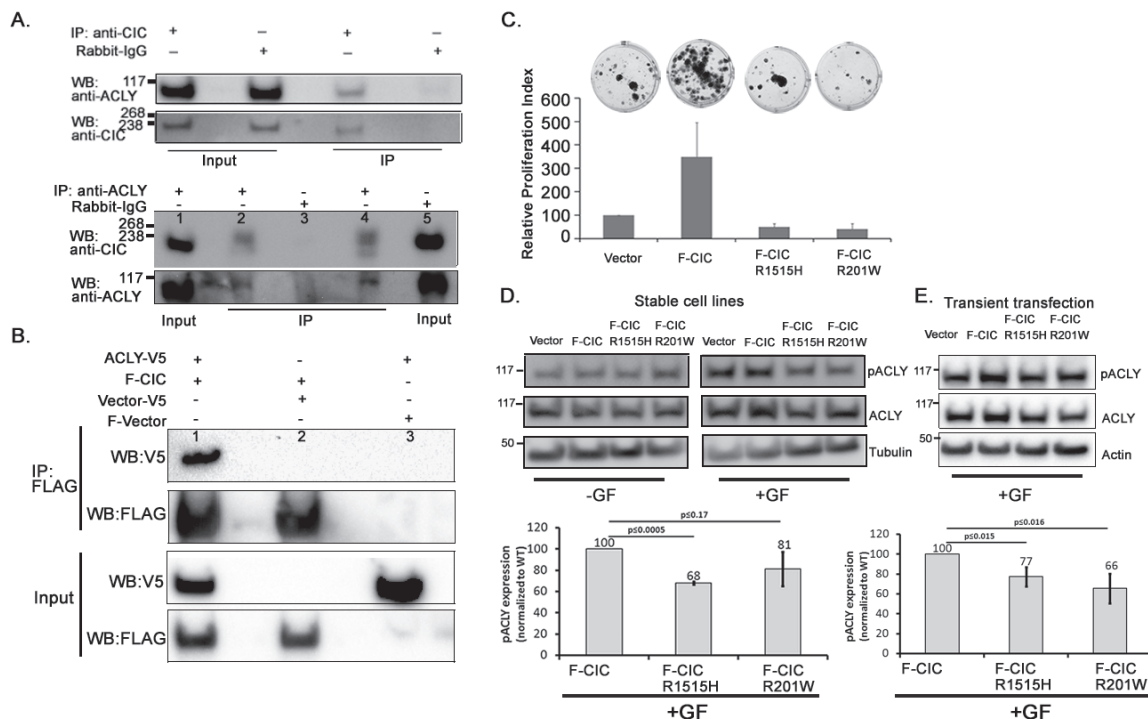 A.
IP: anti-CIC + – + –
Rabbit-IgG – + – +
WB: anti-ACLY 117
WB: anti-CIC 268 238
Input IP
IP: anti-ACLY + + - + -
Rabbit-IgG - - + - +
1 2 3 4 5
WB: anti-CIC 268 238
WB: anti-ACLY 117
Input IP Input
B.
ACLY-V5 + - +
F-CIC + + -
Vector-V5 - + -
F-Vector - - +
1 2 3
IP: FLAG
WB:V5
WB:FLAG
Input
WB:V5
WB:FLAG
C.
Relative Proliferation Index
600
500
400
300
200
100
0
Vector F-CIC F-CIC R1515H F-CIC R201W
D.
Stable cell lines
Vector F-CIC F-CIC R1515H F-CIC R201W
Vector F-CIC F-CIC R1515H F-CIC R201W
117 pACLY
117 ACLY
50 Tubulin
-GF +GF
pACLY expression (normalized to WT)
120
100
80
60
40
20
0
p≤0.17
p≤0.0005
100 68 81
F-CIC F-CIC R1515H F-CIC R201W
+GF
E.
Transient transfection
Vector F-CIC F-CIC R1515H F-CIC R201W
117 pACLY
117 ACLY
50 Actin
+GF
pACLY expression (normalized to WT)
120
100
80
60
40
20
0
p≤0.016
p≤0.015
100 77 66
F-CIC F-CIC R1515H F-CIC R201W
+GF